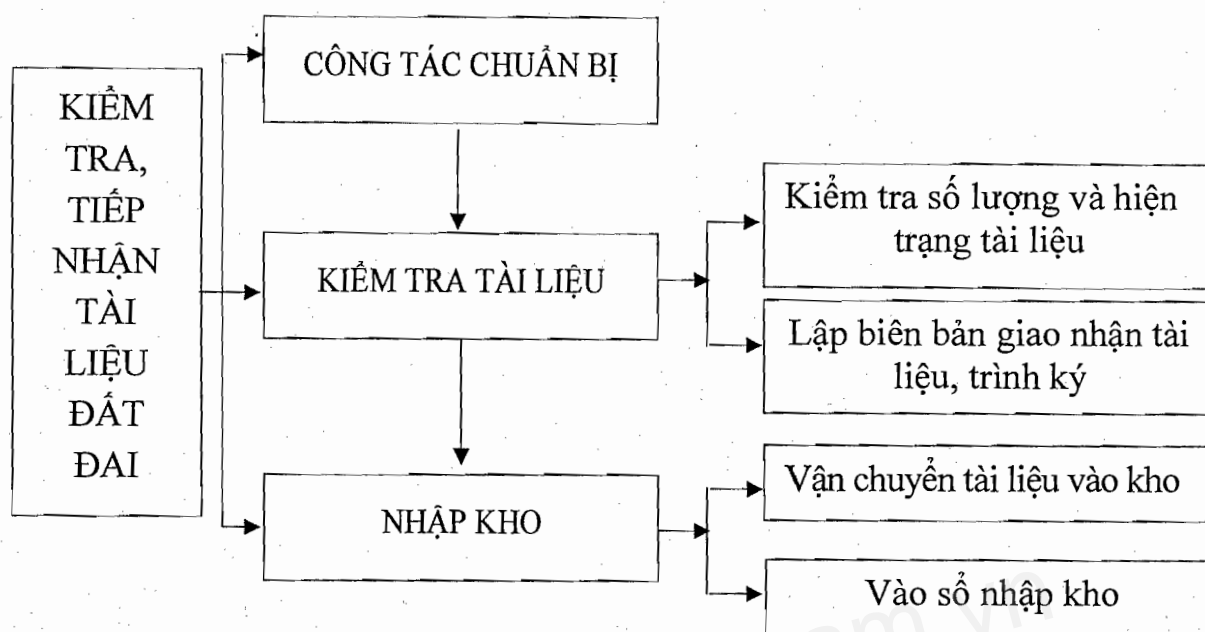 KIỂM
TRA,
TIẾP
NHẬN
TÀI
LIỆU
ĐẤT
ĐAI
CÔNG TÁC CHUẨN BỊ
KIỂM TRA TÀI LIỆU
Kiểm tra số lượng và hiện
trạng tài liệu
Lập biên bản giao nhận tài
liệu, trình ký
NHẬP KHO
Vận chuyển tài liệu vào kho
Vào sổ nhập kho